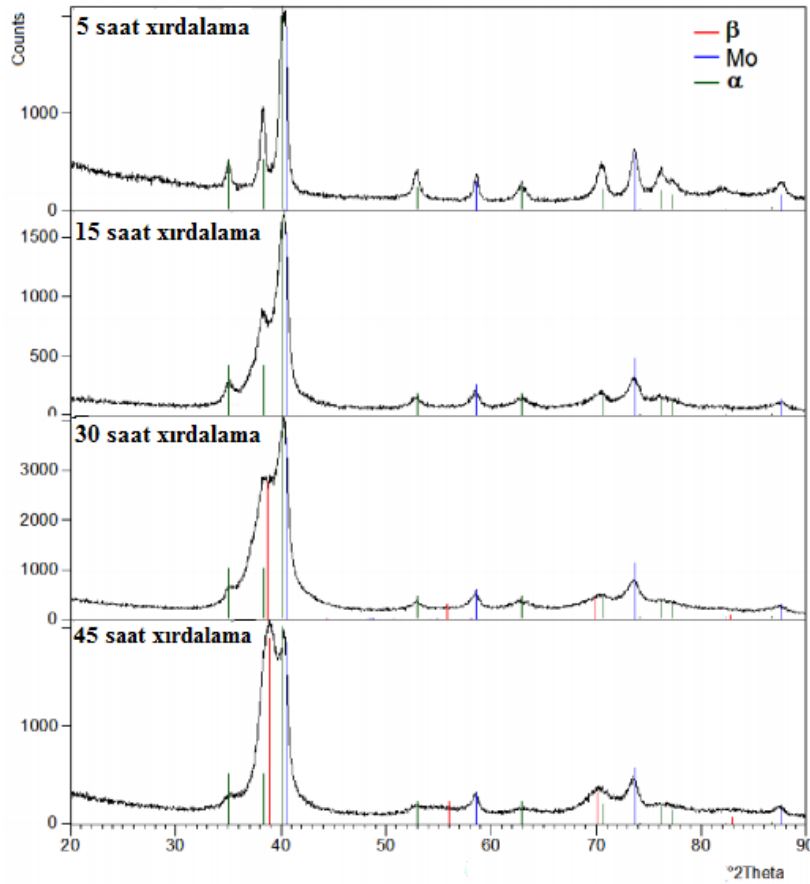 Counts
5 saat xırdalama
β
Mo
α
1000
0
15 saat xırdalama
1500
1000
500
0
30 saat xırdalama
3000
2000
1000
0
45 saat xırdalama
1000
0
20 30 40 50 60 70 80 90
°2Theta